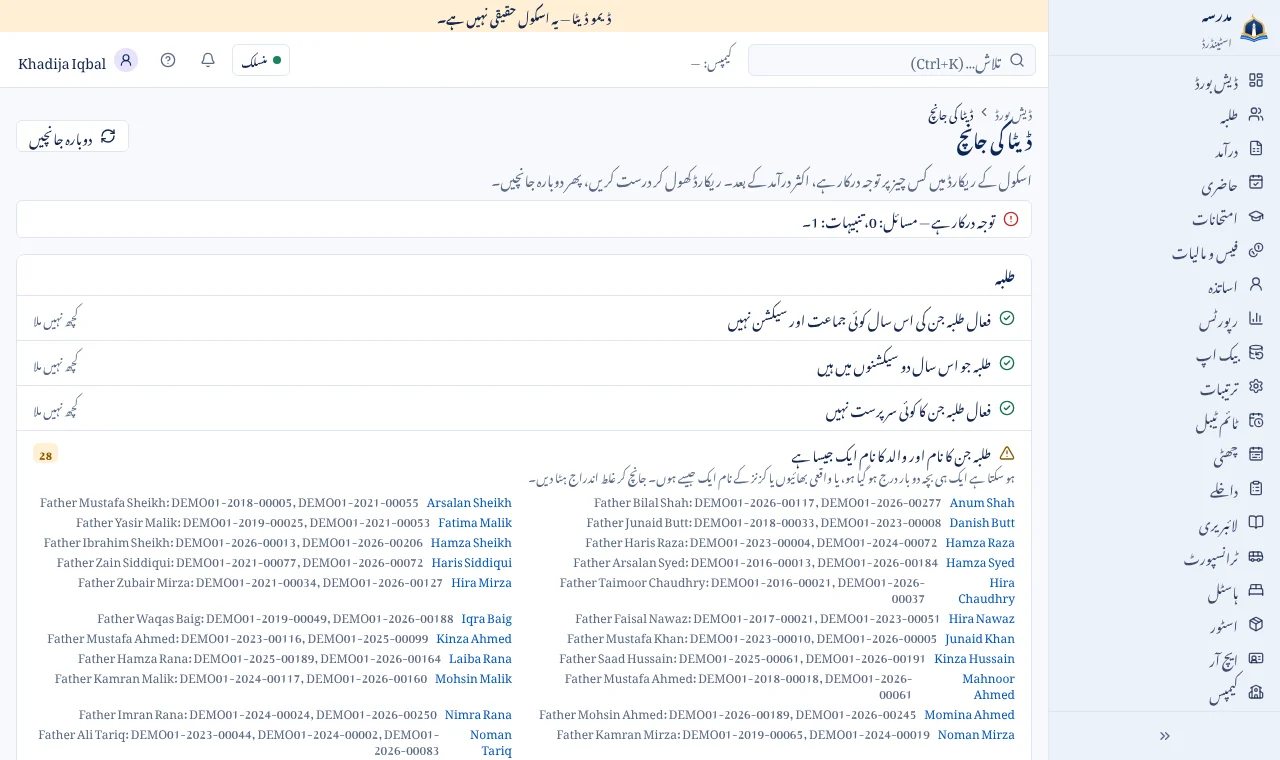 ڈیمو ڈیٹا — یہ اسکول حقیقی نہیں ہے۔
مدرسہ
اسٹینڈرڈ
ڈیش بورڈ
طلبہ
درآمد
حاضری
امتحانات
فیس و مالیات
اساتذہ
رپورٹس
بیک اپ
ترتیبات
ٹائم ٹیبل
چھٹی
داخلے
لائبریری
ٹرانسپورٹ
ہاسٹل
اسٹور
ایچ آر
کیمپس
تلاش... (Ctrl+K)
کیمپس: —
منسلک
Khadija Iqbal
ڈیش بورڈ › ڈیٹا کی جانچ
ڈیٹا کی جانچ
دوبارہ جانچیں
اسکول کے ریکارڈ میں کس چیز پر توجہ درکار ہے، اکثر درآمد کے بعد۔ ریکارڈ کھول کر درست کریں، پھر دوبارہ جانچیں۔
توجہ درکار ہے — مسائل: 0، تنبیہات: 1۔
طلبہ
فعال طلبہ جن کی اس سال کوئی جماعت اور سیکشن نہیں
کچھ نہیں ملا
طلبہ جو اس سال دو سیکشنوں میں ہیں
کچھ نہیں ملا
فعال طلبہ جن کا کوئی سرپرست نہیں
کچھ نہیں ملا
طلبہ جن کا نام اور والد کا نام ایک جیسا ہے
28
ہو سکتا ہے ایک ہی بچہ دو بار درج ہو گیا ہو، یا واقعی بھائیوں یا کزنز کے نام ایک جیسے ہوں۔ جانچ کر غلط اندراج ہٹا دیں۔
Anum Shah Father Bilal Shah: DEMO01-2026-00117, DEMO01-2026-00277
Arsalan Sheikh Father Mustafa Sheikh: DEMO01-2018-00005, DEMO01-2021-00055
Danish Butt Father Junaid Butt: DEMO01-2018-00033, DEMO01-2023-00008
Fatima Malik Father Yasir Malik: DEMO01-2019-00025, DEMO01-2021-00053
Hamza Raza Father Haris Raza: DEMO01-2023-00004, DEMO01-2024-00072
Hamza Sheikh Father Ibrahim Sheikh: DEMO01-2026-00013, DEMO01-2026-00206
Hamza Syed Father Arsalan Syed: DEMO01-2016-00013, DEMO01-2026-00184
Haris Siddiqui Father Zain Siddiqui: DEMO01-2021-00077, DEMO01-2026-00072
Hira Chaudhry Father Taimoor Chaudhry: DEMO01-2016-00021, DEMO01-2026-00037
Hira Mirza Father Zubair Mirza: DEMO01-2021-00034, DEMO01-2026-00127
Hira Nawaz Father Faisal Nawaz: DEMO01-2017-00021, DEMO01-2023-00051
Iqra Baig Father Waqas Baig: DEMO01-2019-00049, DEMO01-2026-00188
Junaid Khan Father Mustafa Khan: DEMO01-2023-00010, DEMO01-2026-00005
Kinza Ahmed Father Mustafa Ahmed: DEMO01-2023-00116, DEMO01-2025-00099
Kinza Hussain Father Saad Hussain: DEMO01-2025-00061, DEMO01-2026-00191
Laiba Rana Father Hamza Rana: DEMO01-2025-00189, DEMO01-2026-00164
Mahnoor Ahmed Father Mustafa Ahmed: DEMO01-2018-00018, DEMO01-2026-00061
Mohsin Malik Father Kamran Malik: DEMO01-2024-00117, DEMO01-2026-00160
Momina Ahmed Father Mohsin Ahmed: DEMO01-2026-00189, DEMO01-2026-00245
Nimra Rana Father Imran Rana: DEMO01-2024-00024, DEMO01-2026-00250
Noman Mirza Father Kamran Mirza: DEMO01-2019-00065, DEMO01-2024-00019
Noman Tariq Father Ali Tariq: DEMO01-2023-00044, DEMO01-2024-00002, DEMO01-2026-00083